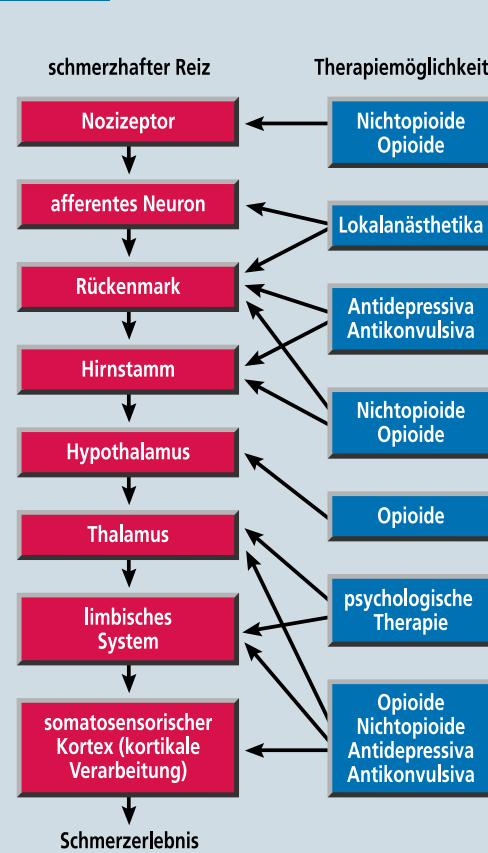 schmerzhafter Reiz
Therapiemöglichkeit
Nozizeptor
Nichtopioide
Opioide
afferentes Neuron
Lokalanästhetika
Rückenmark
Antidepressiva
Antikonvulsiva
Hirnstamm
Nichtopioide
Opioide
Hypothalamus
Opioide
Thalamus
psychologische
Therapie
limbisches
System
Opioide
Nichtopioide
Antidepressiva
Antikonvulsiva
somatosensorischer
Kortex (kortikale
Verarbeitung)
Schmerzerlebnis